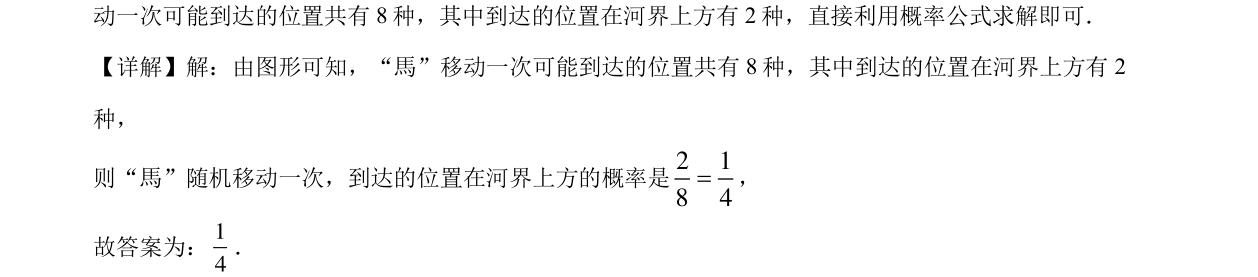 动一次可能到达的位置共有 8 种，其中到达的位置在河界上方有 2 种，直接利用概率公式求解即可．
【详解】解：由图形可知，“馬”移动一次可能到达的位置共有 8 种，其中到达的位置在河界上方有 2
种，
则“馬”随机移动一次，到达的位置在河界上方的概率是 2/8 = 1/4，
故答案为：1/4．